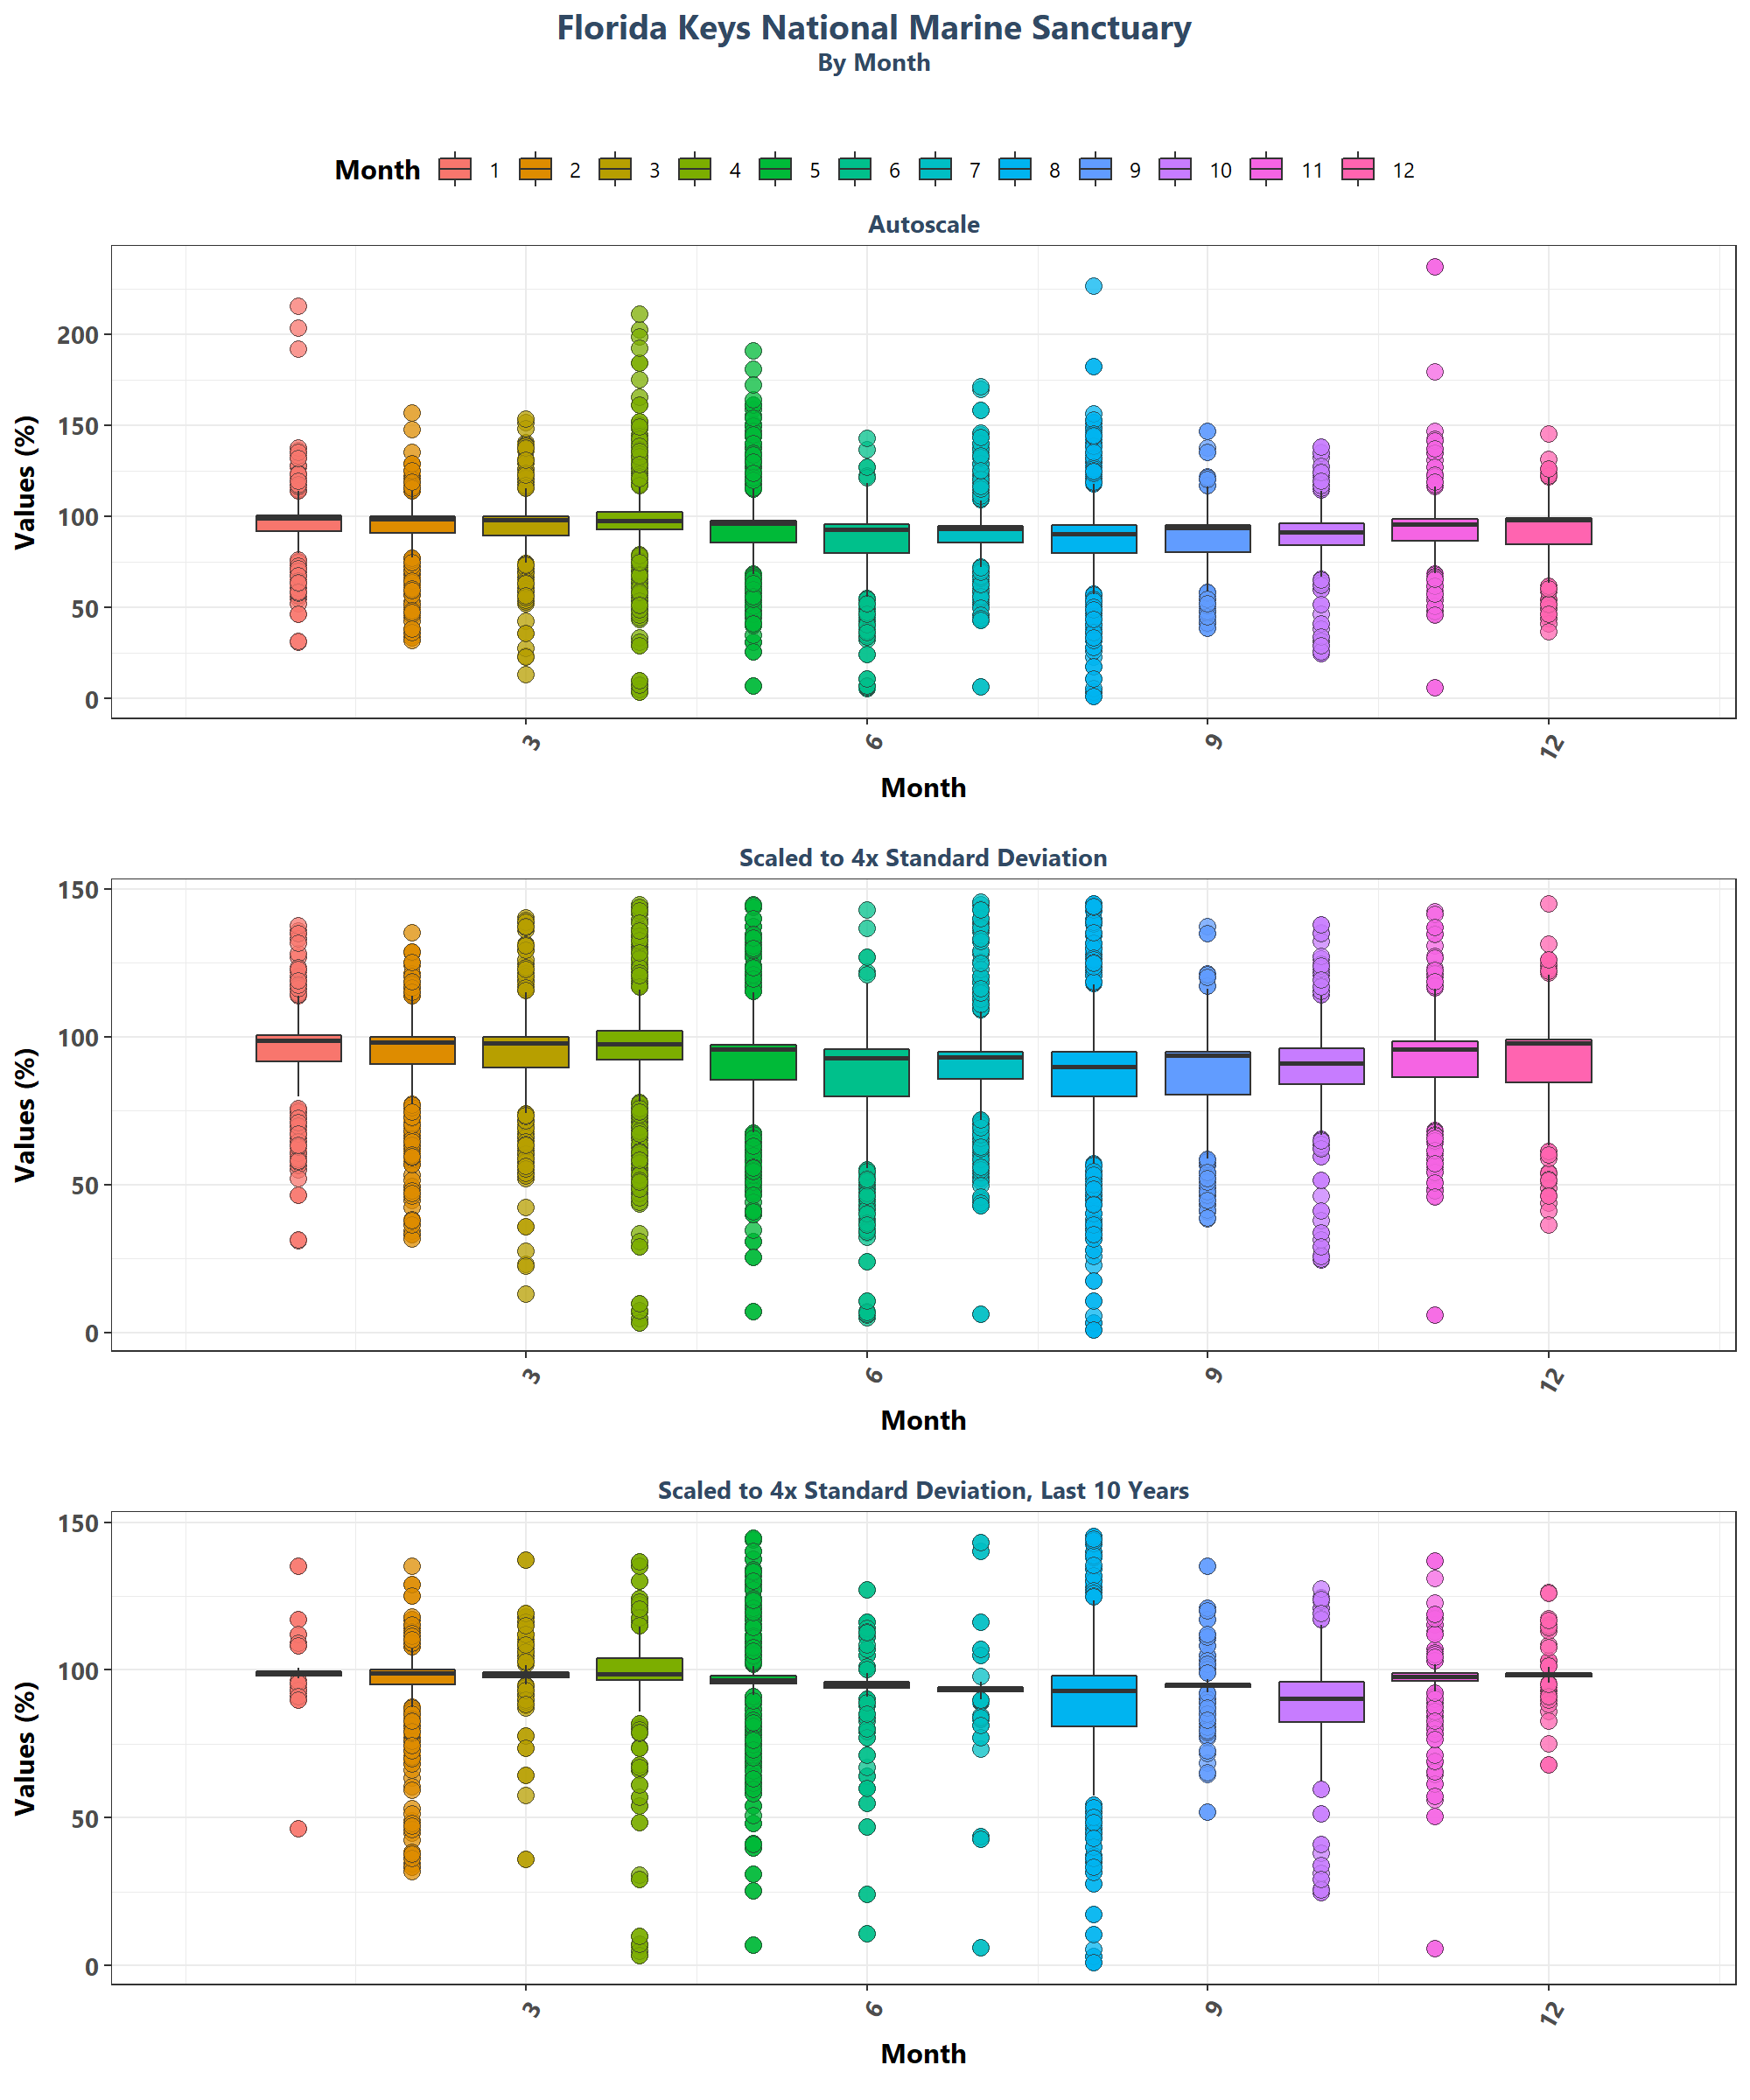 Florida Keys National Marine Sanctuary
By Month
Month 1 2 3 4 5 6 7 8 9 10 11 12
Autoscale
Values (%)
200
150
100
50
0
3 6 9 12
Month
Scaled to 4x Standard Deviation
Values (%)
150
100
50
0
3 6 9 12
Month
Scaled to 4x Standard Deviation, Last 10 Years
Values (%)
150
100
50
0
3 6 9 12
Month